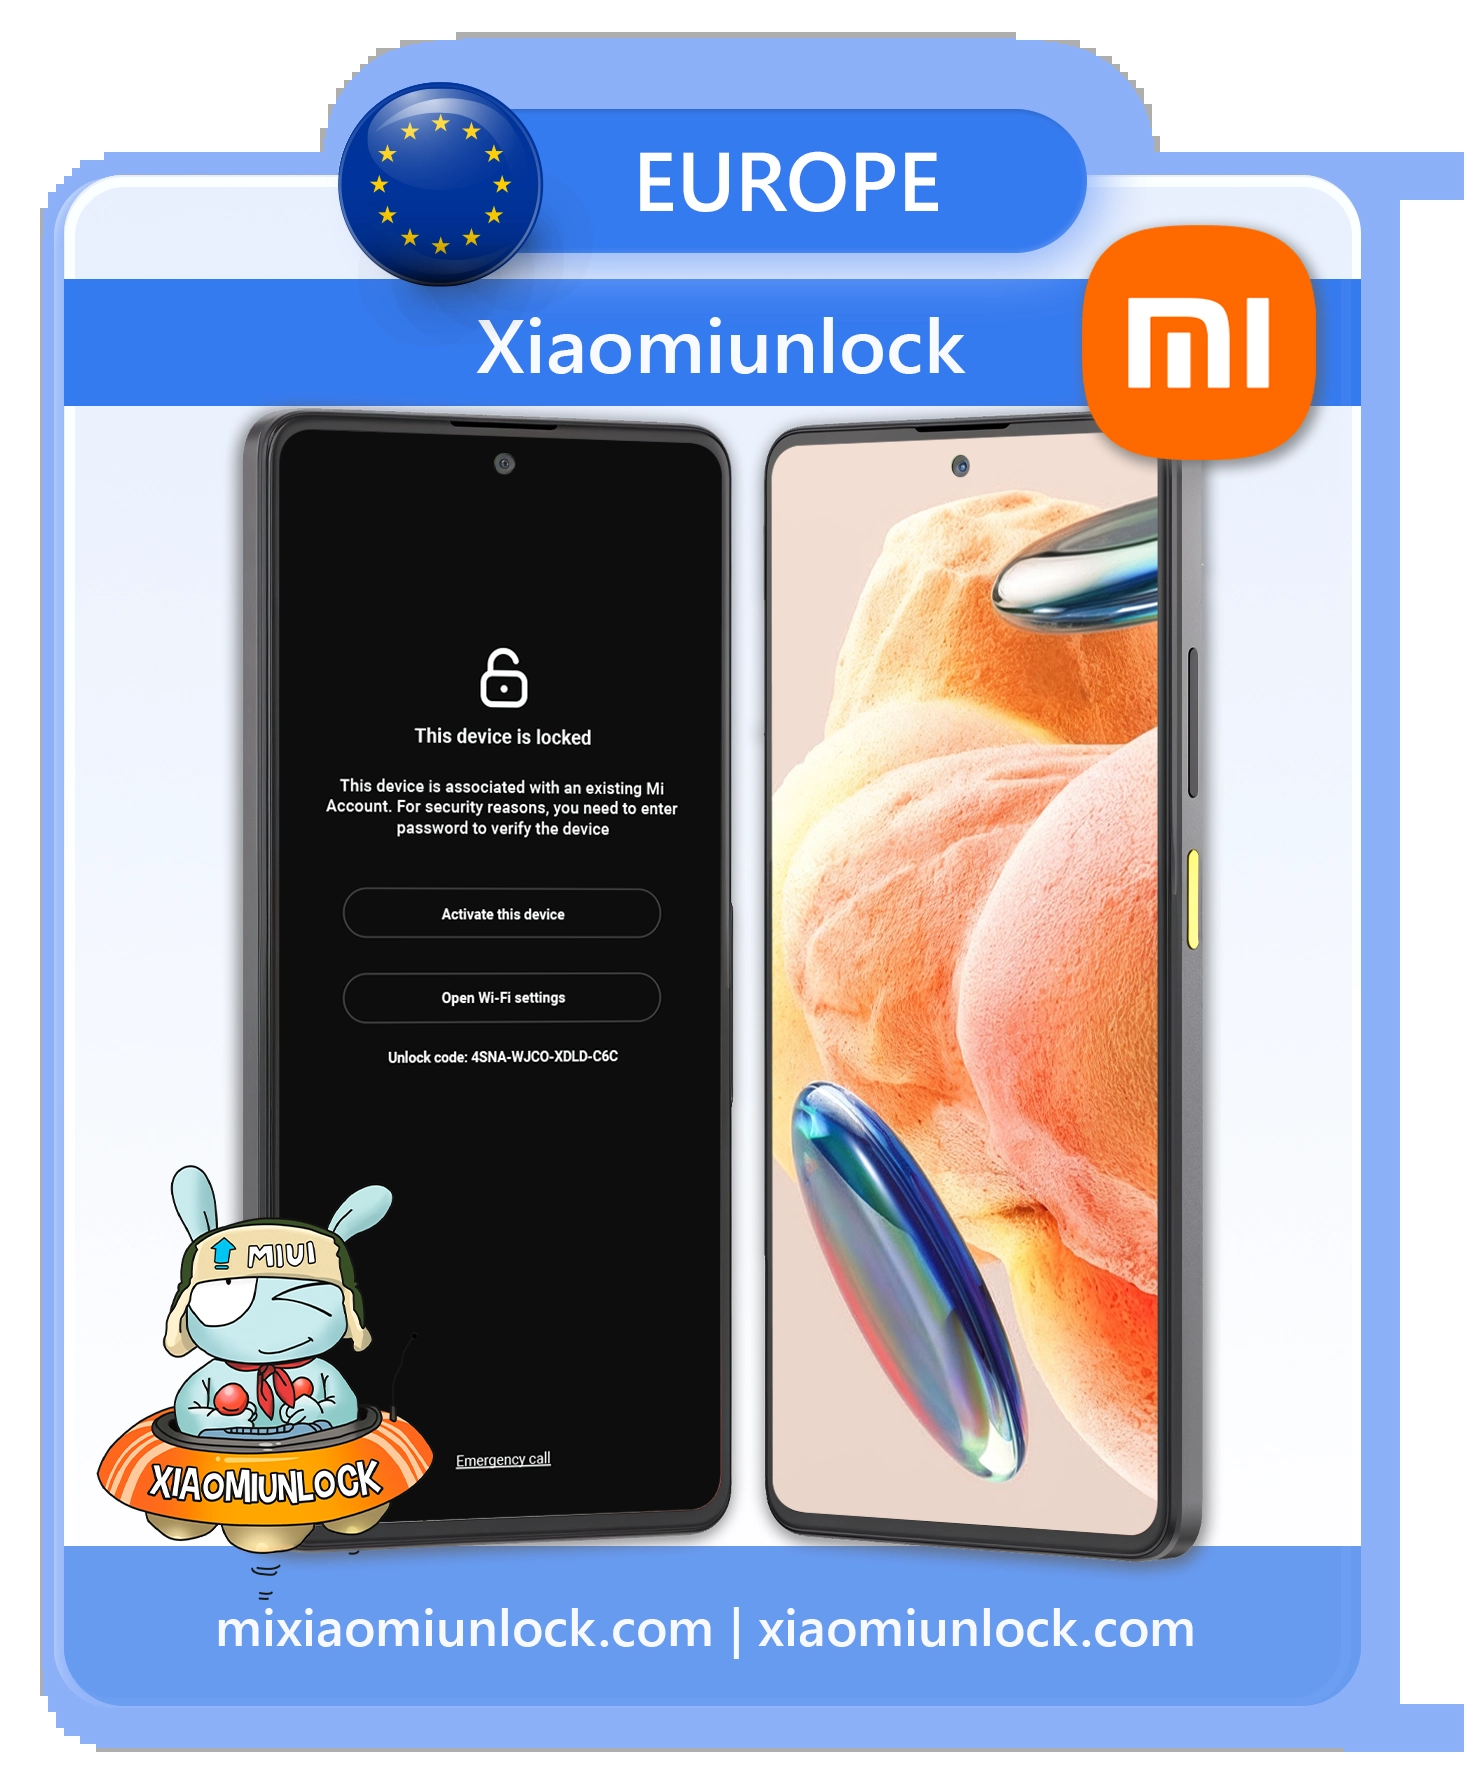 EUROPE
Xiaomiunlock
mi
This device is locked
This device is associated with an existing Mi
Account. For security reasons, you need to enter
password to verify the device
Activate this device
Open Wi-Fi settings
Unlock code: 4SNA-WJCO-XDLD-C6C
MIUI
XIAOMIUNLOCK
Emergency call
mixiaomiunlock.com | xiaomiunlock.com